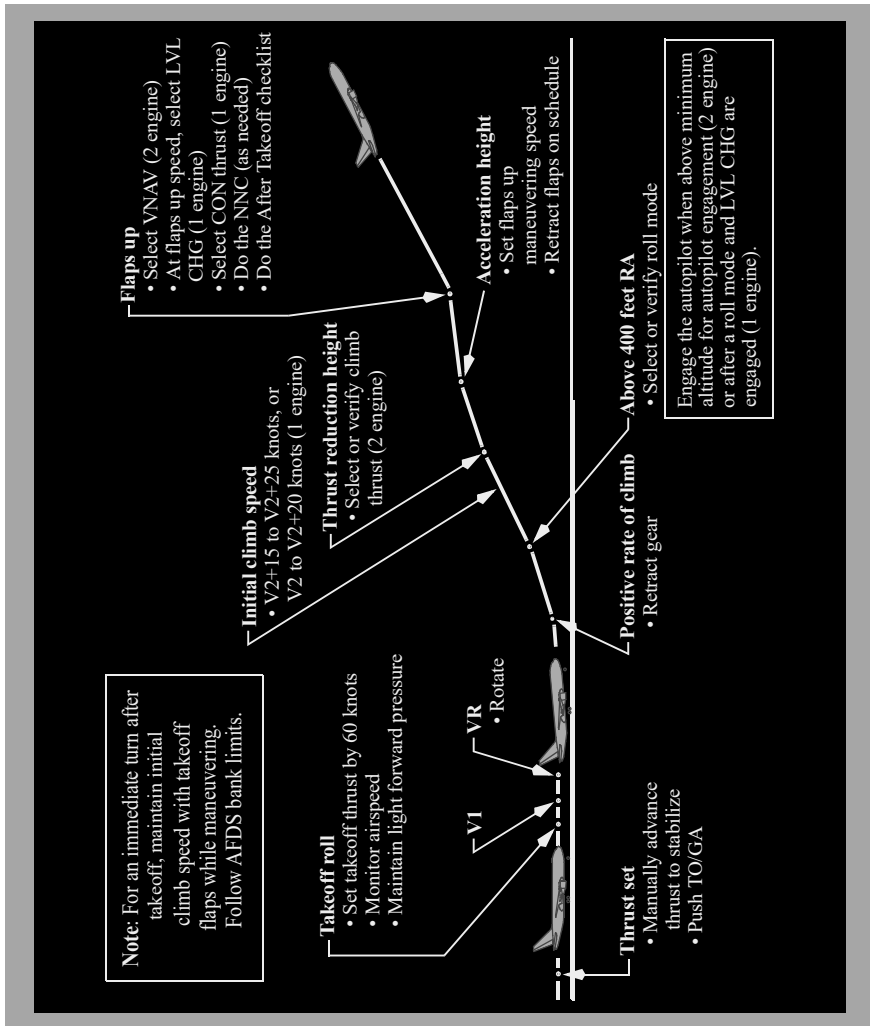 Note: For an immediate turn after
takeoff, maintain initial
climb speed with takeoff
flaps while maneuvering.
Follow AFDS bank limits.
Takeoff roll
• Set takeoff thrust by 60 knots
• Monitor airspeed
• Maintain light forward pressure
V1
VR
• Rotate
Thrust set
• Manually advance
thrust to stabilize
• Push TO/GA
Initial climb speed
• V2+15 to V2+25 knots, or
V2 to V2+20 knots (1 engine)
Thrust reduction height
• Select or verify climb
thrust (2 engine)
Positive rate of climb
• Retract gear
Flaps up
• Select VNAV (2 engine)
• At flaps up speed, select LVL
CHG (1 engine)
• Select CON thrust (1 engine)
• Do the NNC (as needed)
• Do the After Takeoff checklist
Acceleration height
• Set flaps up
maneuvering speed
• Retract flaps on schedule
Above 400 feet RA
• Select or verify roll mode
Engage the autopilot when above minimum
altitude for autopilot engagement (2 engine)
or after a roll mode and LVL CHG are
engaged (1 engine).